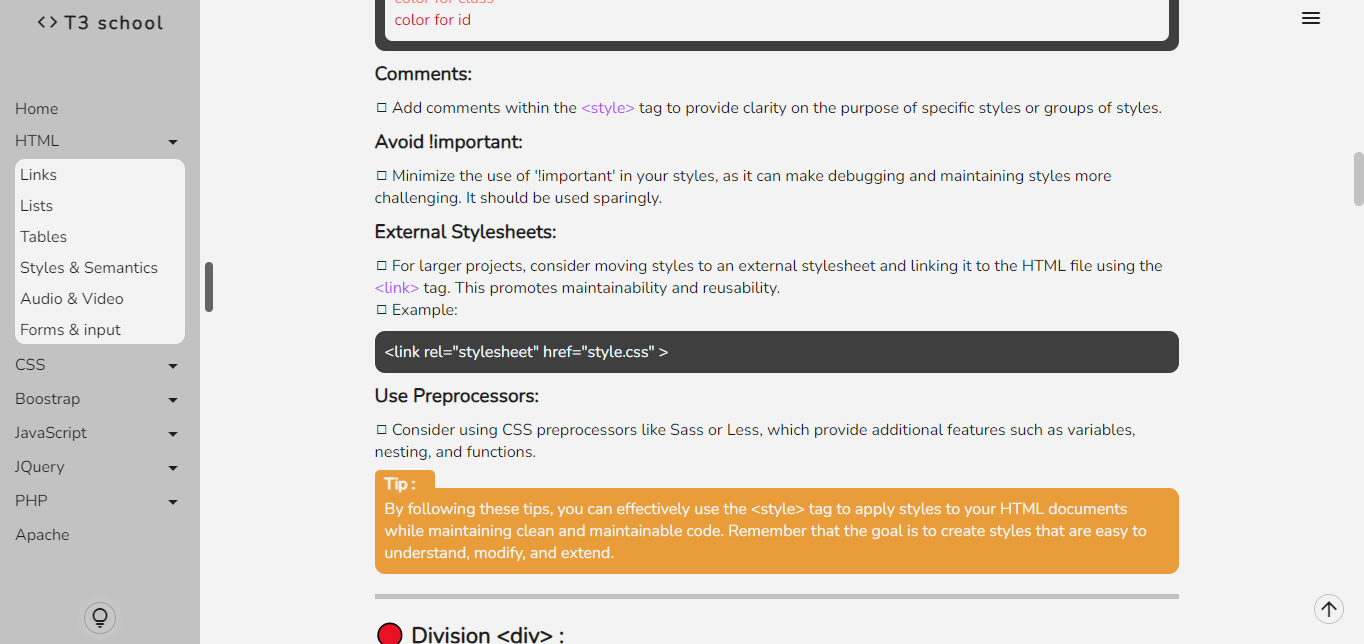 <> T3 school
Home
HTML
Links
Lists
Tables
Styles & Semantics
Audio & Video
Forms & input
CSS
Boostrap
JavaScript
JQuery
PHP
Apache
color for class
color for id
Comments:
Add comments within the <style> tag to provide clarity on the purpose of specific styles or groups of styles.
Avoid !important:
Minimize the use of '!important' in your styles, as it can make debugging and maintaining styles more
challenging. It should be used sparingly.
External Stylesheets:
For larger projects, consider moving styles to an external stylesheet and linking it to the HTML file using the
<link> tag. This promotes maintainability and reusability.
Example:
<link rel="stylesheet" href="style.css" >
Use Preprocessors:
Consider using CSS preprocessors like Sass or Less, which provide additional features such as variables,
nesting, and functions.
Tip :
By following these tips, you can effectively use the <style> tag to apply styles to your HTML documents
while maintaining clean and maintainable code. Remember that the goal is to create styles that are easy to
understand, modify, and extend.
Division <div> :